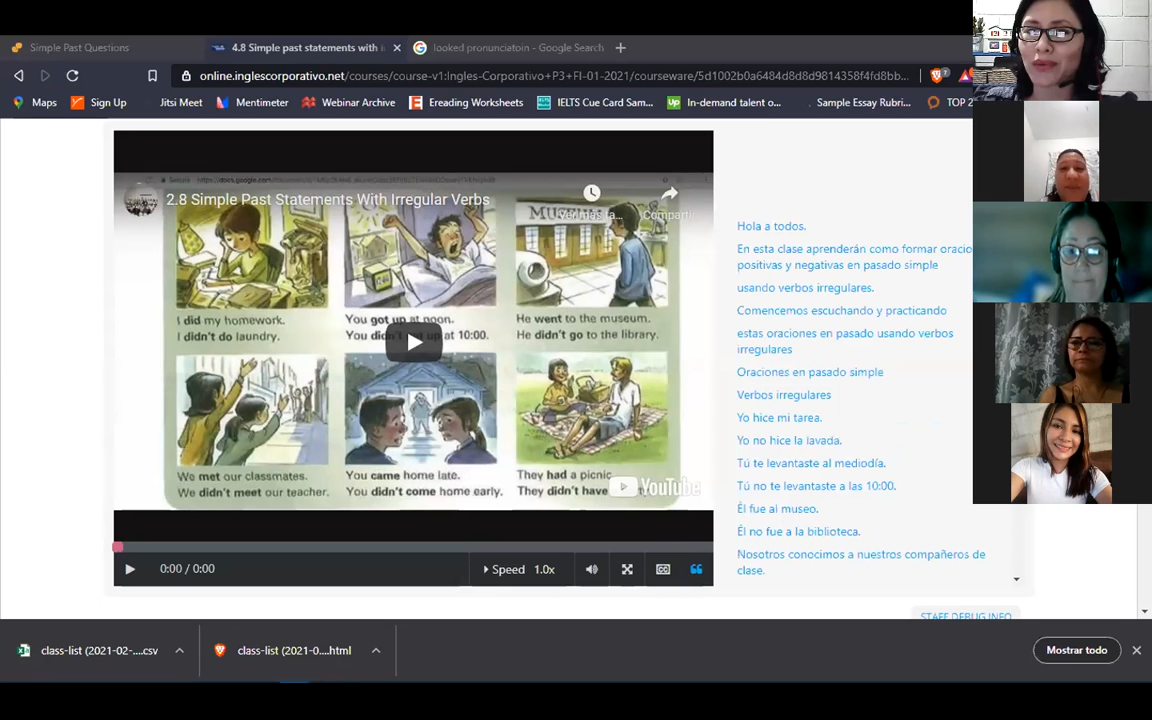 Simple Past Questions
4.8 Simple past statements with i
looked pronunciatoin - Google Search
online.inglescorporativo.net/courses/course-v1:Ingles-Corporativo+P3+FI-01-2021/courseware/5d1002b0a6484d8d8d9814358f4fd8bb...
Maps
Sign Up
Jitsi Meet
Mentimeter
Webinar Archive
Ereading Worksheets
IELTS Cue Card Sam...
In-demand talent o...
Sample Essay Rubri...
TOP 2
2.8 Simple Past Statements With Irregular Verbs
I did my homework.
I didn't do laundry.
You got up at noon.
You didn't up at 10:00.
He went to the museum.
He didn't go to the library.
We met our classmates.
We didn't meet our teacher.
You came home late.
You didn't come home early.
They had a picnic
They didn't have
YouTube
0:00 / 0:00
Speed 1.0x
CC
Hola a todos.
En esta clase aprenderán como formar oracio
positivas y negativas en pasado simple
usando verbos irregulares.
Comencemos escuchando y practicando
estas oraciones en pasado usando verbos
irregulares
Oraciones en pasado simple
Verbos irregulares
Yo hice mi tarea.
Yo no hice la lavada.
Tú te levantaste al mediodía.
Tú no te levantaste a las 10:00.
Él fue al museo.
Él no fue a la biblioteca.
Nosotros conocimos a nuestros compañeros de
clase.
STAFF DEBUG INFO
class-list (2021-02-....csv
class-list (2021-0....html
Mostrar todo